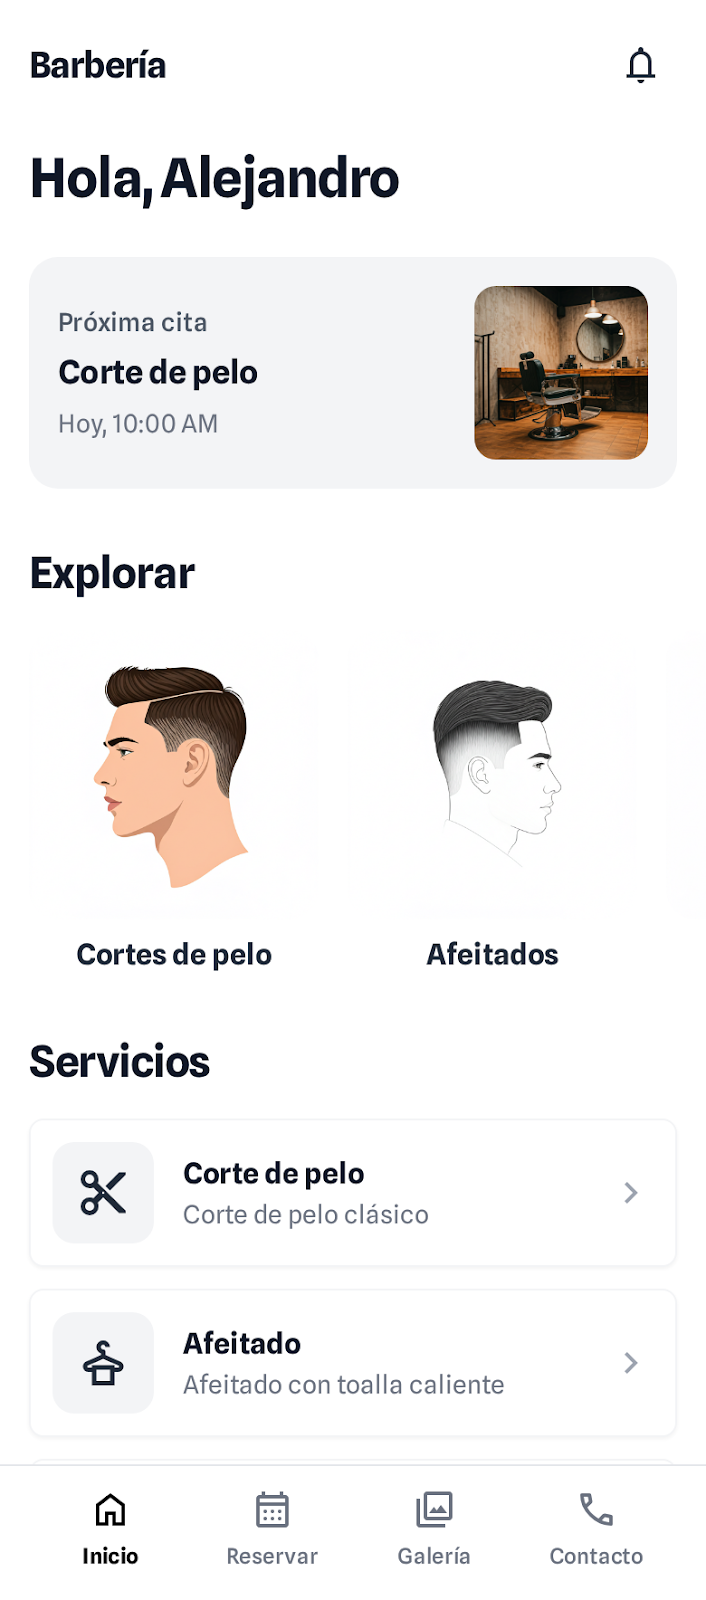 Barbería
Hola, Alejandro
Próxima cita
Corte de pelo
Hoy, 10:00 AM
Explorar
Cortes de pelo
Afeitados
Servicios
Corte de pelo
Corte de pelo clásico
Afeitado
Afeitado con toalla caliente
Inicio
Reservar
Galería
Contacto